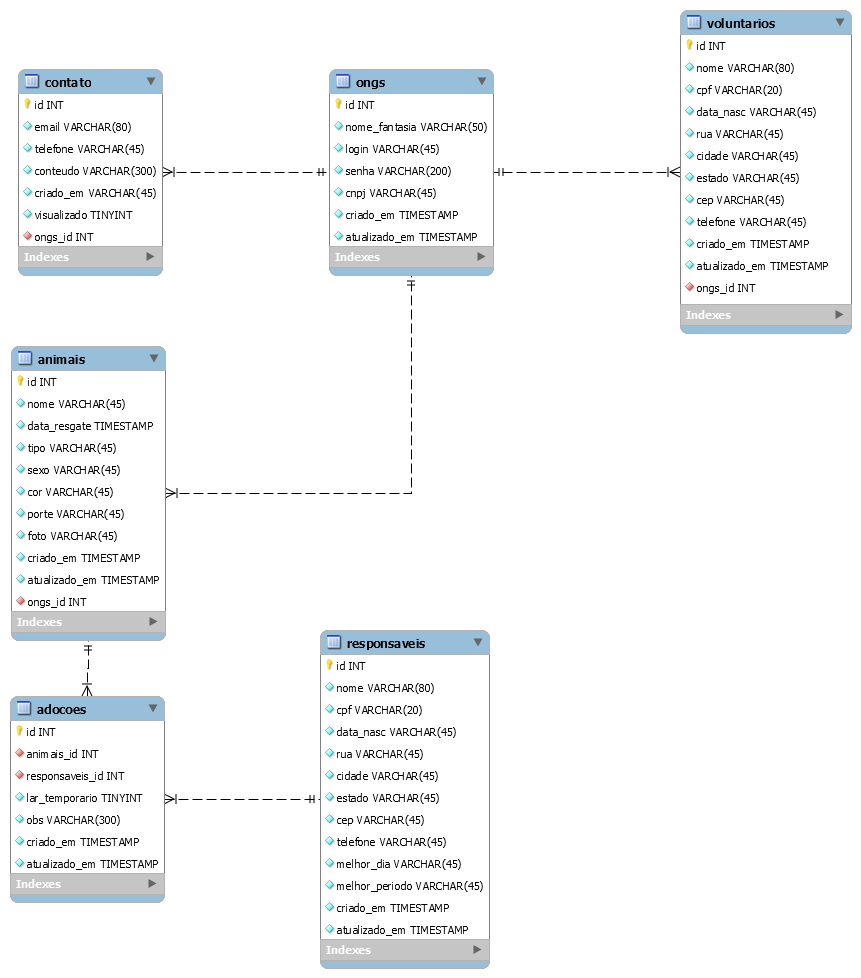 contato
id INT
email VARCHAR(80)
telefone VARCHAR(45)
conteudo VARCHAR(300)
criado_em VARCHAR(45)
visualizado TINYINT
ongs_id INT
Indexes
ongs
id INT
nome_fantasia VARCHAR(50)
login VARCHAR(45)
senha VARCHAR(200)
cnpj VARCHAR(45)
criado_em TIMESTAMP
atualizado_em TIMESTAMP
Indexes
voluntarios
id INT
nome VARCHAR(80)
cpf VARCHAR(20)
data_nasc VARCHAR(45)
rua VARCHAR(45)
cidade VARCHAR(45)
estado VARCHAR(45)
cep VARCHAR(45)
telefone VARCHAR(45)
criado_em TIMESTAMP
atualizado_em TIMESTAMP
ongs_id INT
Indexes
animais
id INT
nome VARCHAR(45)
data_resgate TIMESTAMP
tipo VARCHAR(45)
sexo VARCHAR(45)
cor VARCHAR(45)
porte VARCHAR(45)
foto VARCHAR(45)
criado_em TIMESTAMP
atualizado_em TIMESTAMP
ongs_id INT
Indexes
adocoes
id INT
animais_id INT
responsaveis_id INT
lar_temporario TINYINT
obs VARCHAR(300)
criado_em TIMESTAMP
atualizado_em TIMESTAMP
Indexes
responsaveis
id INT
nome VARCHAR(80)
cpf VARCHAR(20)
data_nasc VARCHAR(45)
rua VARCHAR(45)
cidade VARCHAR(45)
estado VARCHAR(45)
cep VARCHAR(45)
telefone VARCHAR(45)
melhor_dia VARCHAR(45)
melhor_periodo VARCHAR(45)
criado_em TIMESTAMP
atualizado_em TIMESTAMP
Indexes